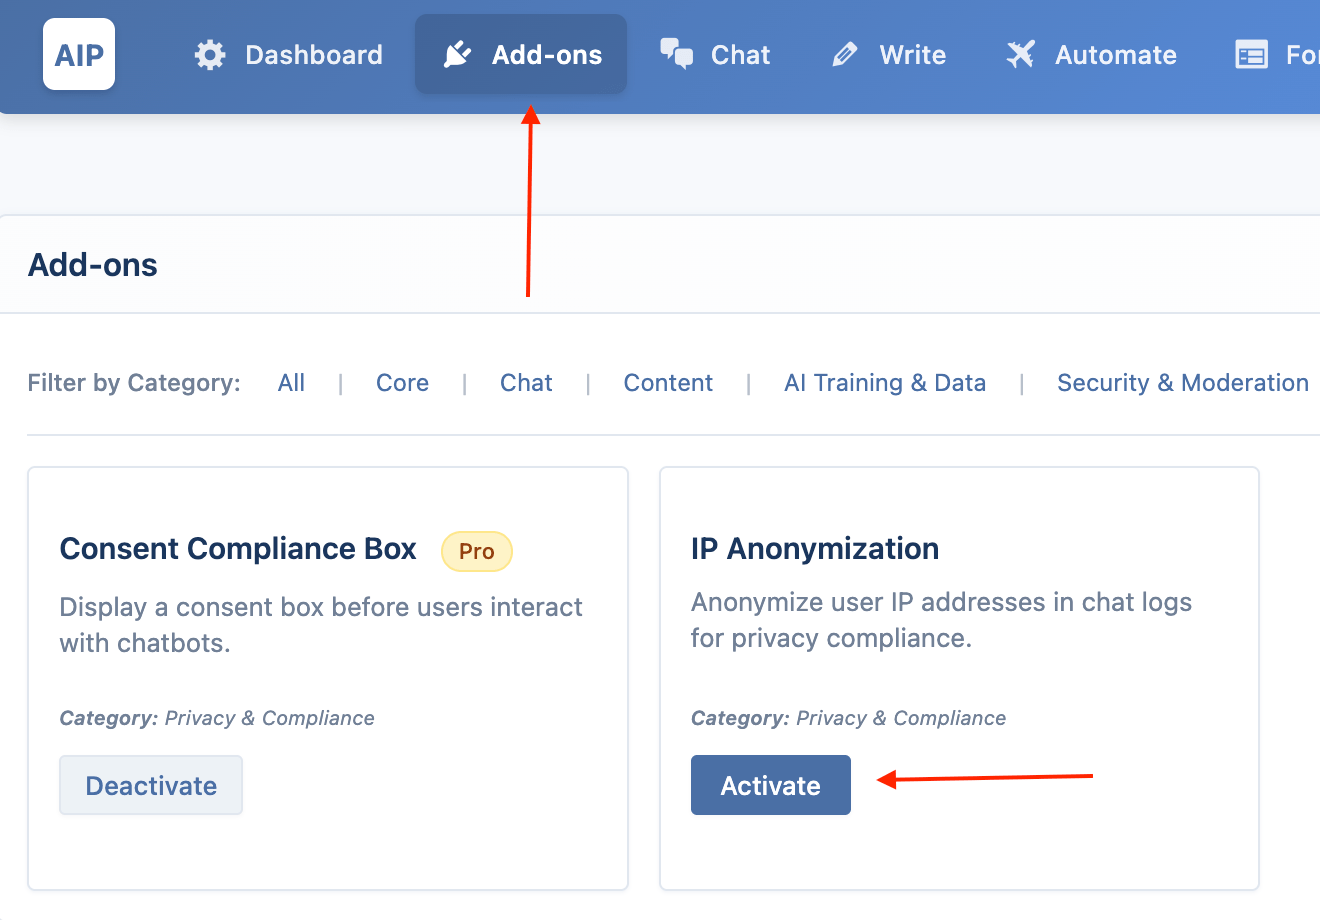 AIP Dashboard Add-ons Chat Write Automate
Add-ons
Filter by Category: All | Core | Chat | Content | AI Training & Data | Security & Moderation
Consent Compliance Box Pro
Display a consent box before users interact
with chatbots.
Category: Privacy & Compliance
Deactivate
IP Anonymization
Anonymize user IP addresses in chat logs
for privacy compliance.
Category: Privacy & Compliance
Activate